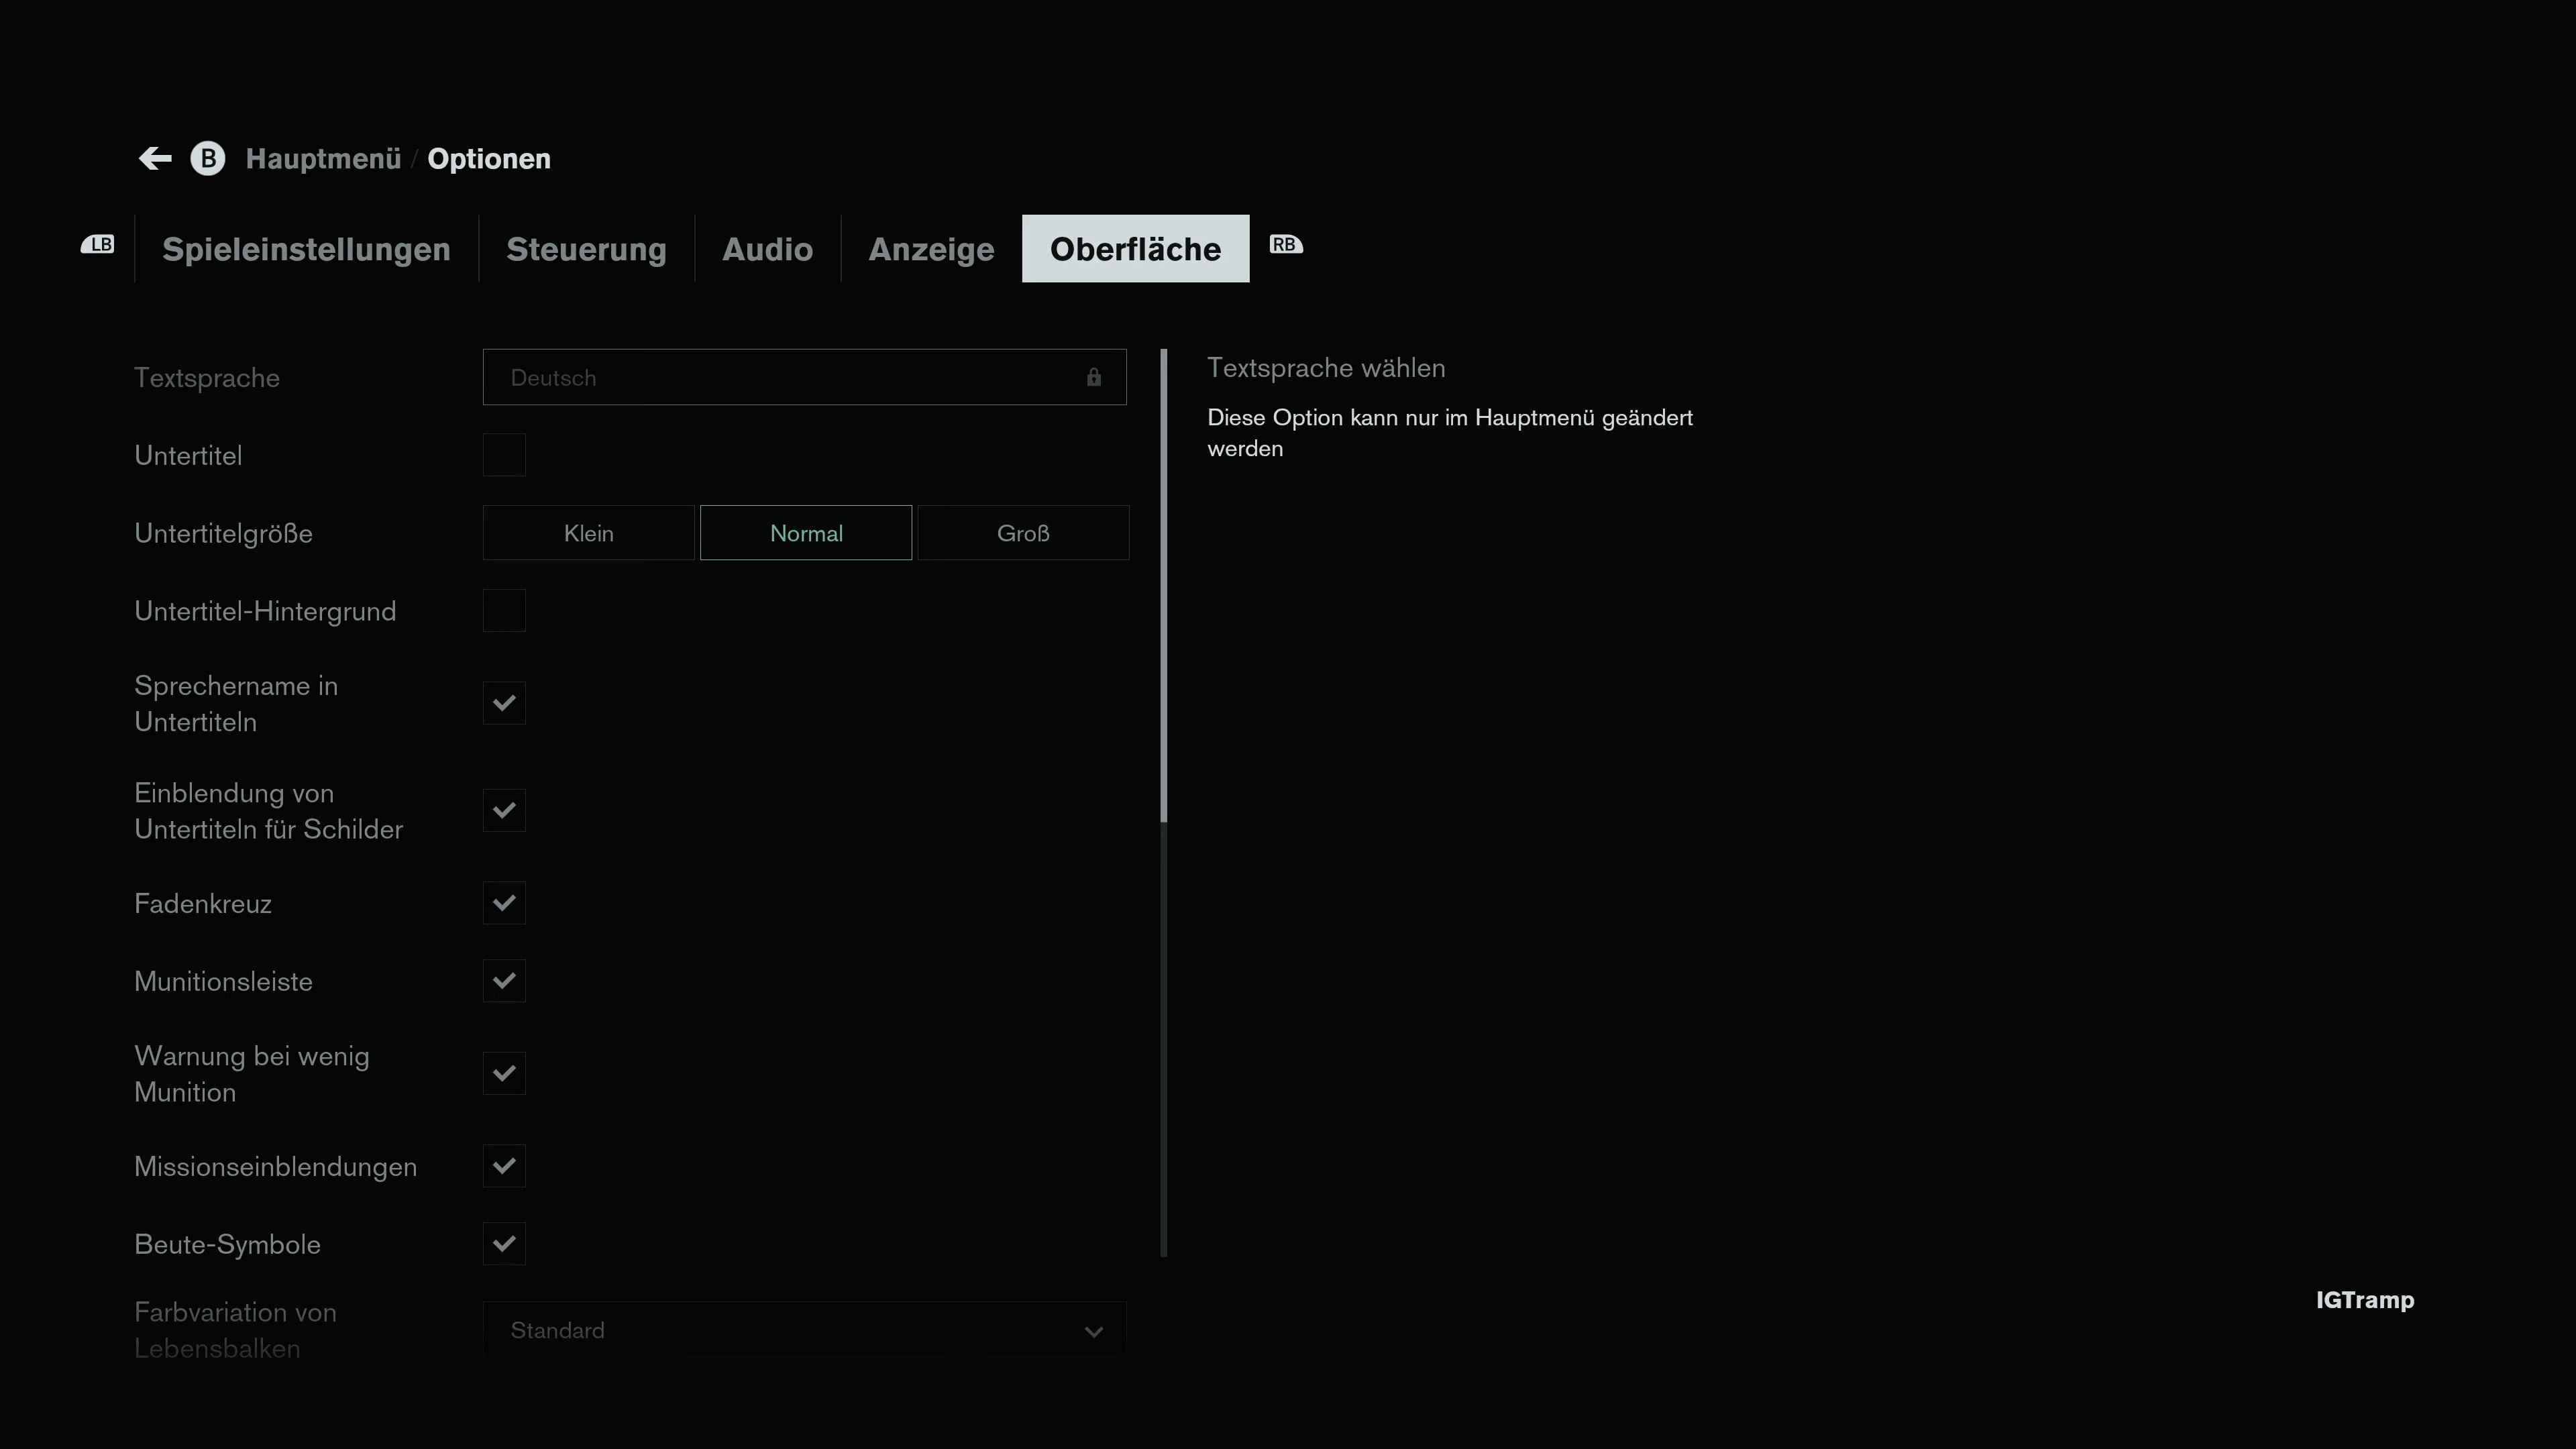 B Hauptmenü / Optionen
LB Spieleinstellungen Steuerung Audio Anzeige Oberfläche RB
Textsprache Deutsch
Untertitel
Untertitelgröße Klein Normal Groß
Untertitel-Hintergrund
Sprechername in
Untertiteln
Einblendung von
Untertiteln für Schilder
Fadenkreuz
Munitionsleiste
Warnung bei wenig
Munition
Missionseinblendungen
Beute-Symbole
Farbvariation von
Lebensbalken
Standard
Textsprache wählen
Diese Option kann nur im Hauptmenü geändert
werden
IGTramp